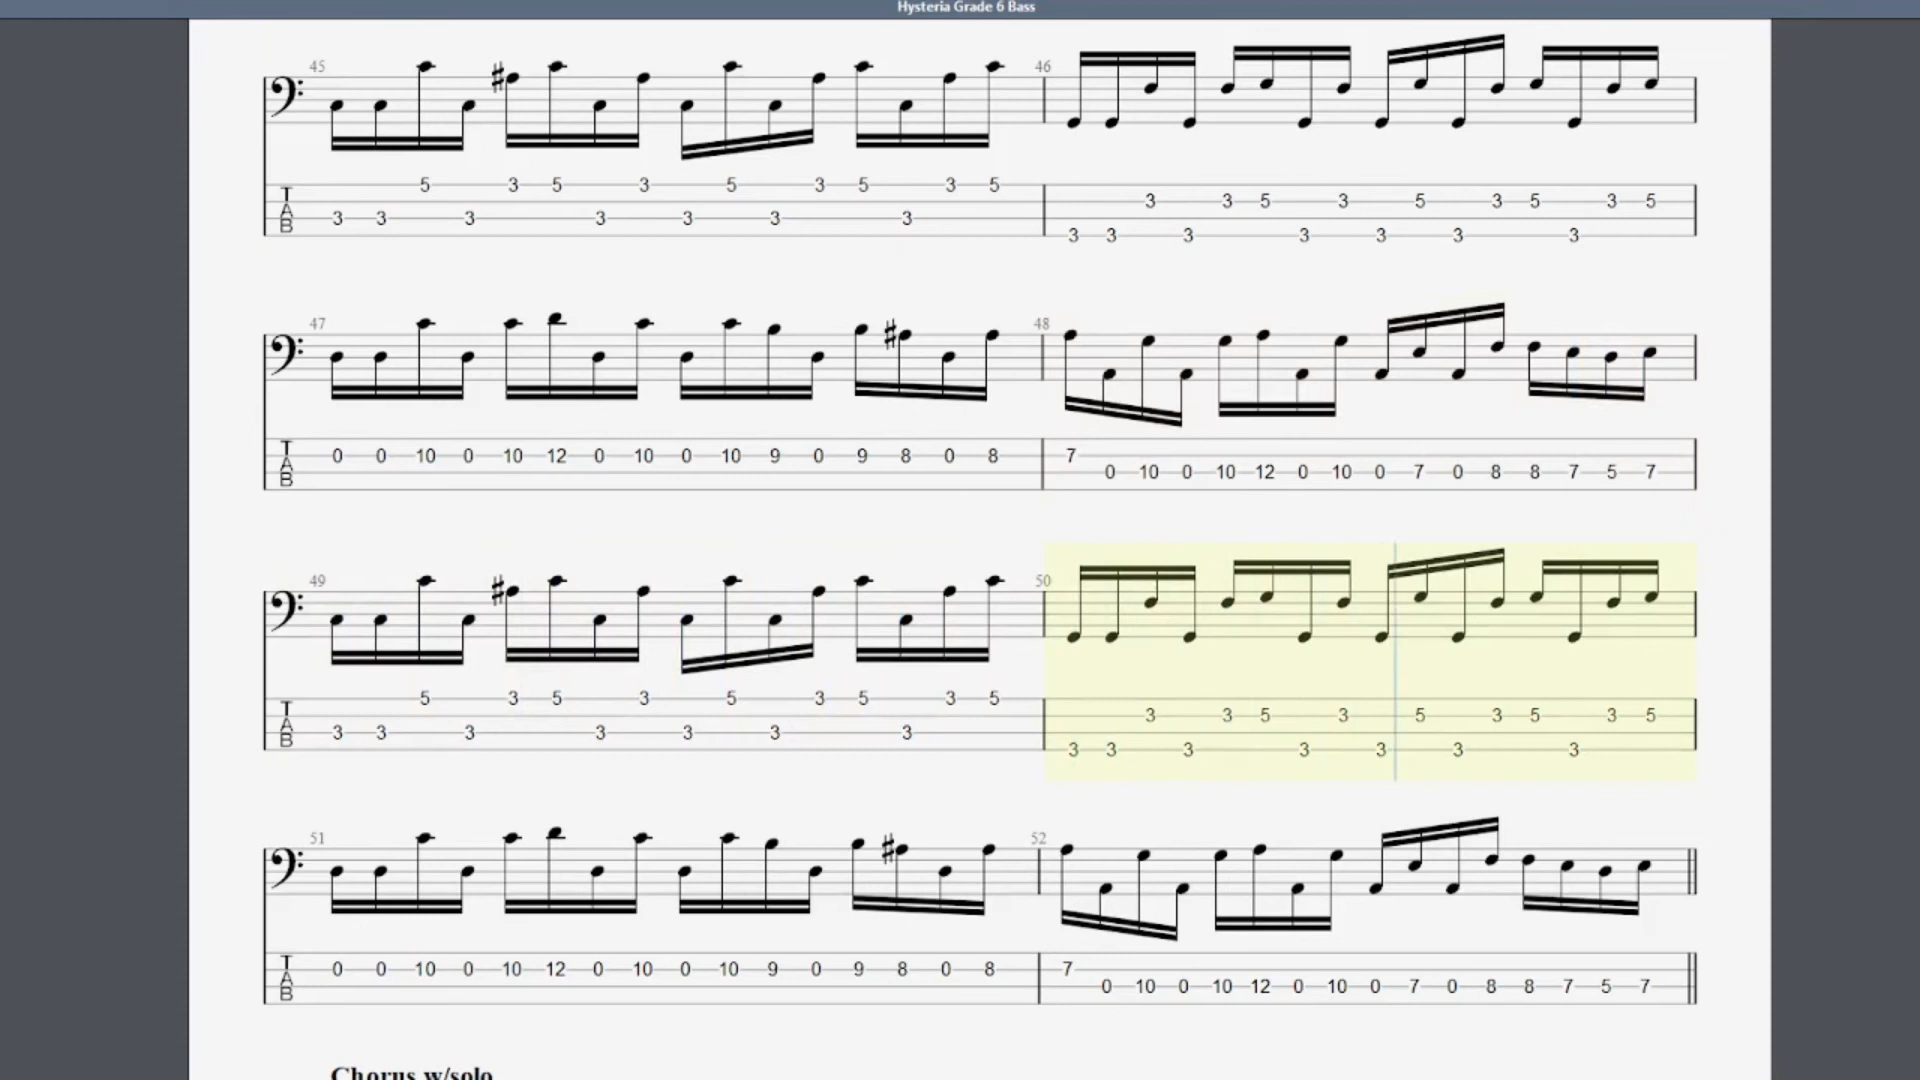 Hysteria Grade 6 Bass
45 46
5 3 5 3 5 3 5 3 5
3 3 5 3 5 3 5 3 5
T A B 3 3 3 3 3 3 3
3 3 3 3 3 3 3
47 48
T A B 0 0 10 0 10 12 0 10 0 10 9 0 9 8 0 8 7
0 10 0 10 12 0 10 0 7 0 8 8 7 5 7
49 50
5 3 5 3 5 3 5 3 5
3 3 5 3 5 3 5 3 5
T A B 3 3 3 3 3 3 3
3 3 3 3 3 3 3
51 52
T A B 0 0 10 0 10 12 0 10 0 10 9 0 9 8 0 8 7
0 10 0 10 12 0 10 0 7 0 8 8 7 5 7
Chorus w/solo